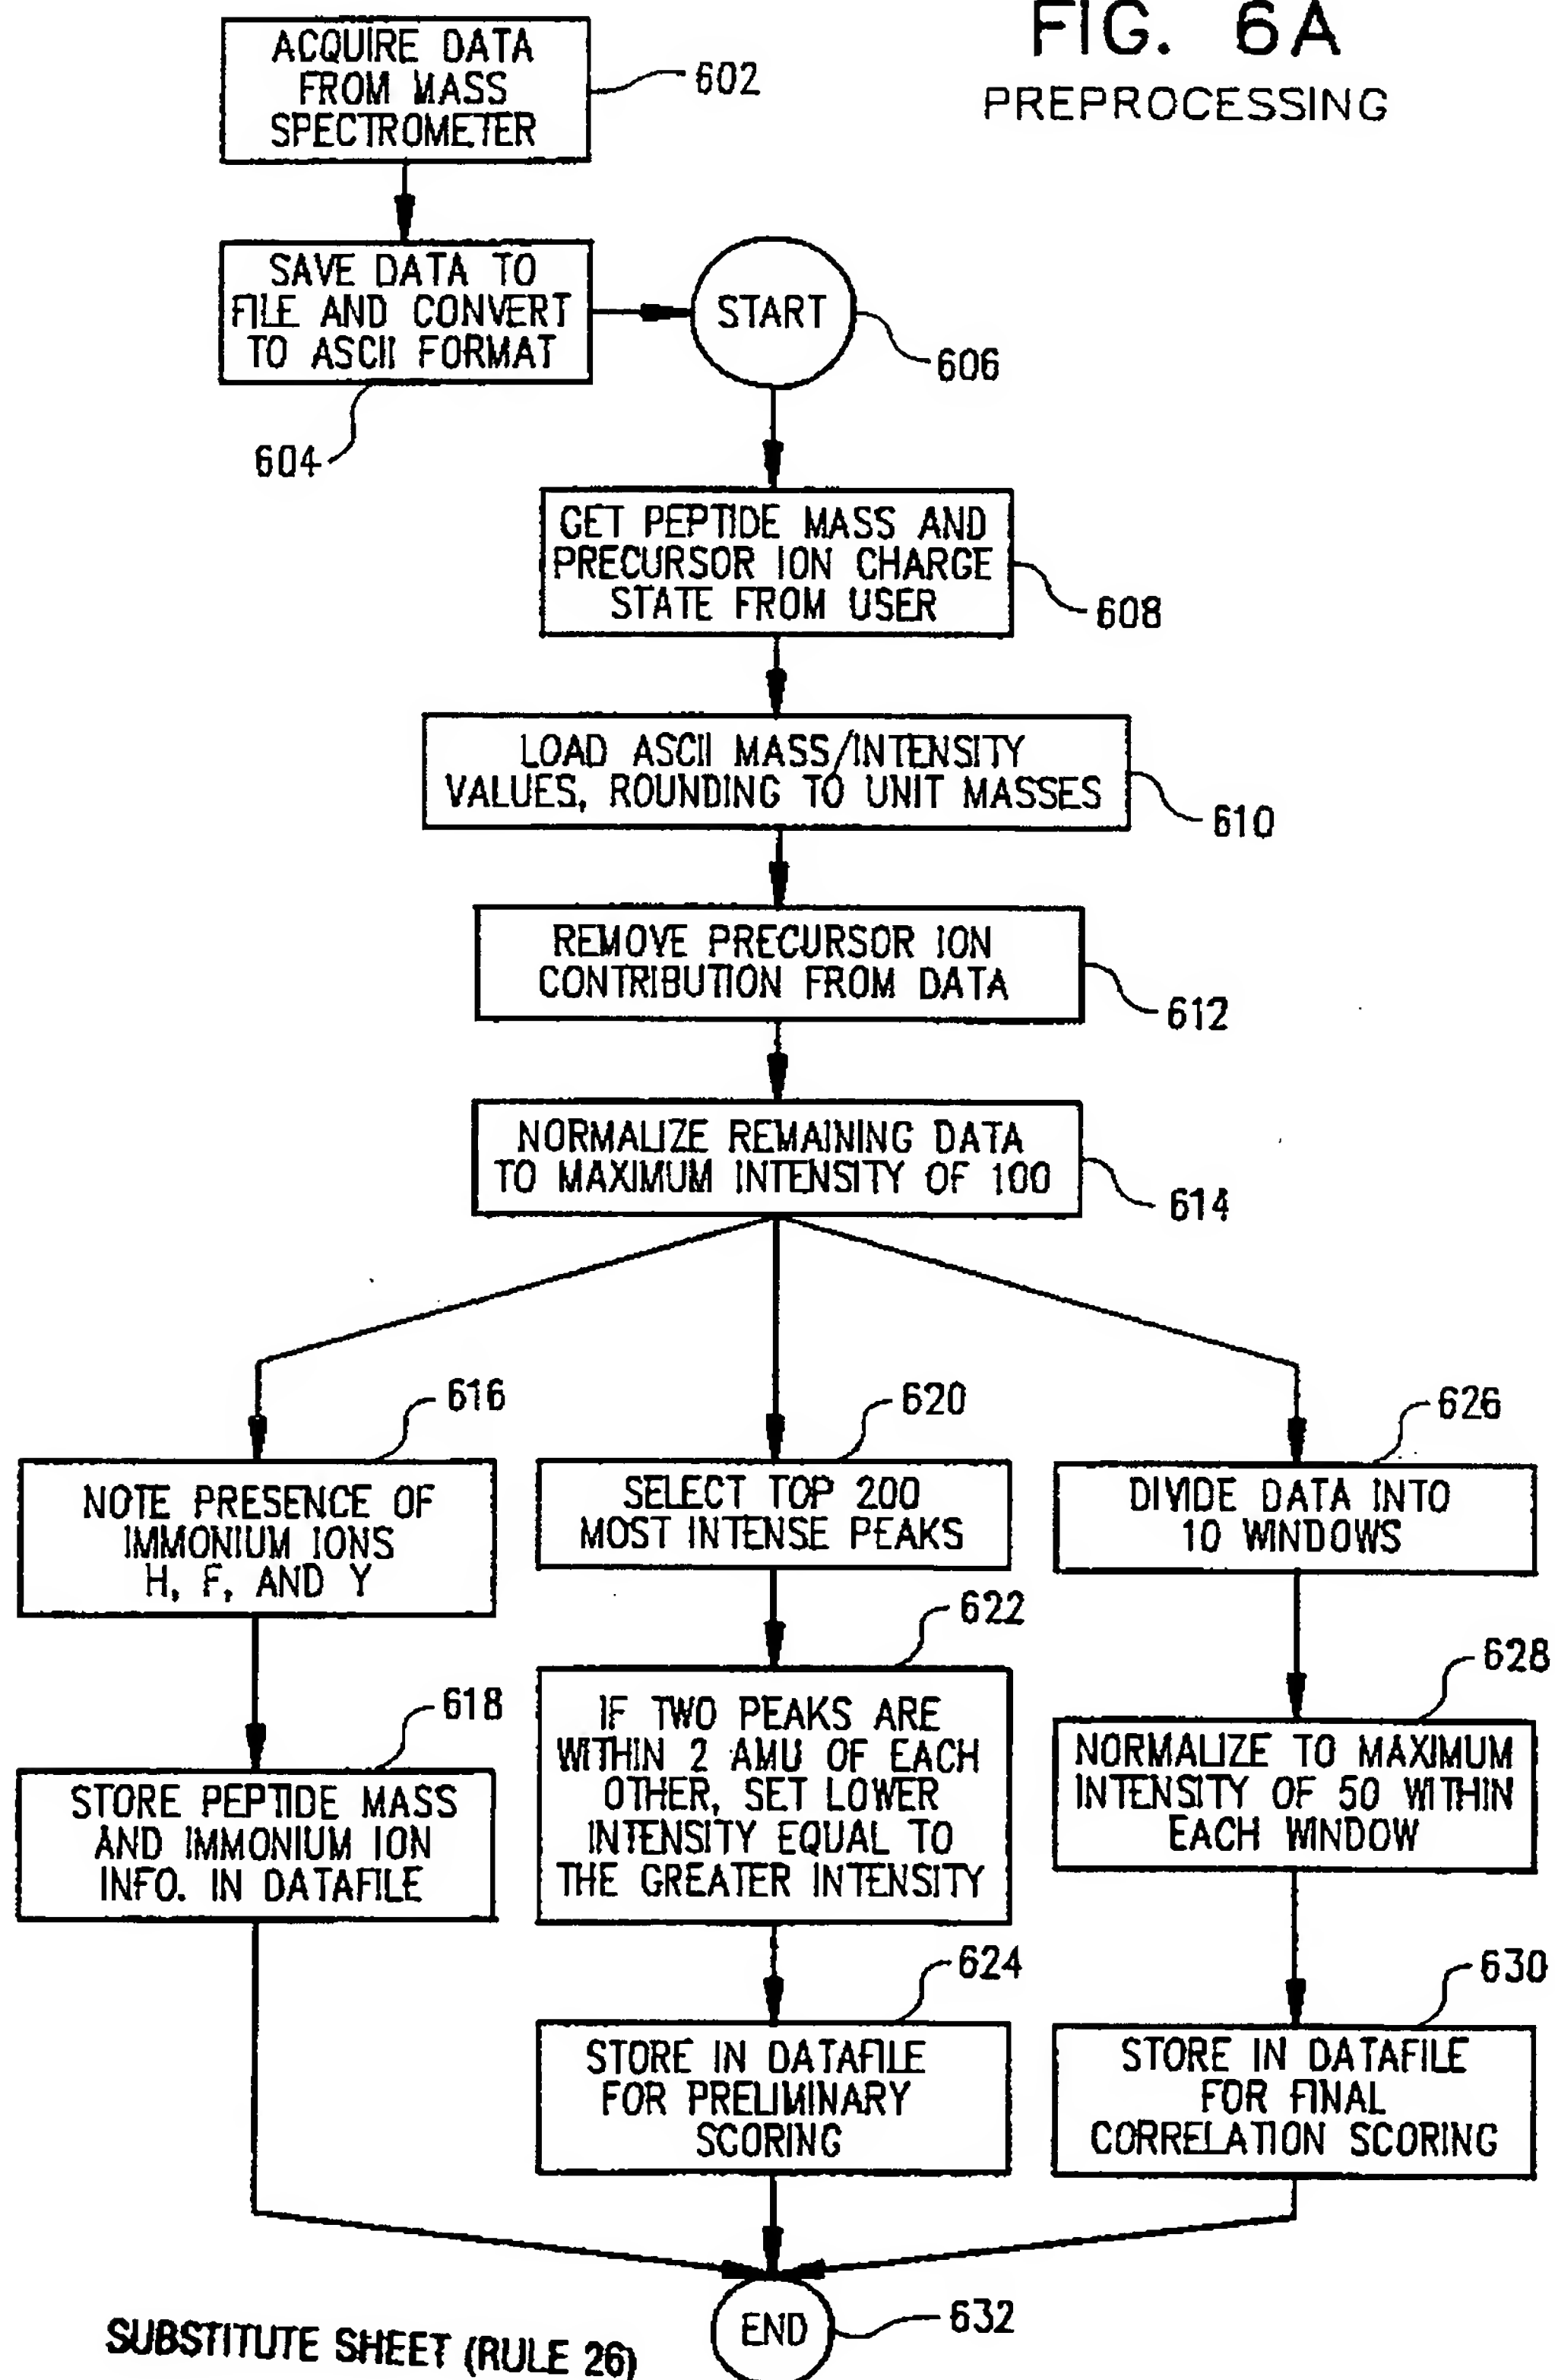 FIG. 6A
PREPROCESSING
ACQUIRE DATA
FROM MASS
SPECTROMETER
602
SAVE DATA TO
FILE AND CONVERT
TO ASCII FORMAT
604
START
606
GET PEPTIDE MASS AND
PRECURSOR ION CHARGE
STATE FROM USER
608
LOAD ASCII MASS/INTENSITY
VALUES, ROUNDING TO UNIT MASSES
610
REMOVE PRECURSOR ION
CONTRIBUTION FROM DATA
612
NORMALIZE REMAINING DATA
TO MAXIMUM INTENSITY OF 100
614
616
NOTE PRESENCE OF
IMMONIUM IONS
H, F, AND Y
618
STORE PEPTIDE MASS
AND IMMONIUM ION
INFO. IN DATAFILE
620
SELECT TOP 200
MOST INTENSE PEAKS
622
IF TWO PEAKS ARE
WITHIN 2 AMU OF EACH
OTHER, SET LOWER
INTENSITY EQUAL TO
THE GREATER INTENSITY
624
STORE IN DATAFILE
FOR PRELIMINARY
SCORING
626
DIVIDE DATA INTO
10 WINDOWS
628
NORMALIZE TO MAXIMUM
INTENSITY OF 50 WITHIN
EACH WINDOW
630
STORE IN DATAFILE
FOR FINAL
CORRELATION SCORING
END
632
SUBSTITUTE SHEET (RULE 26)